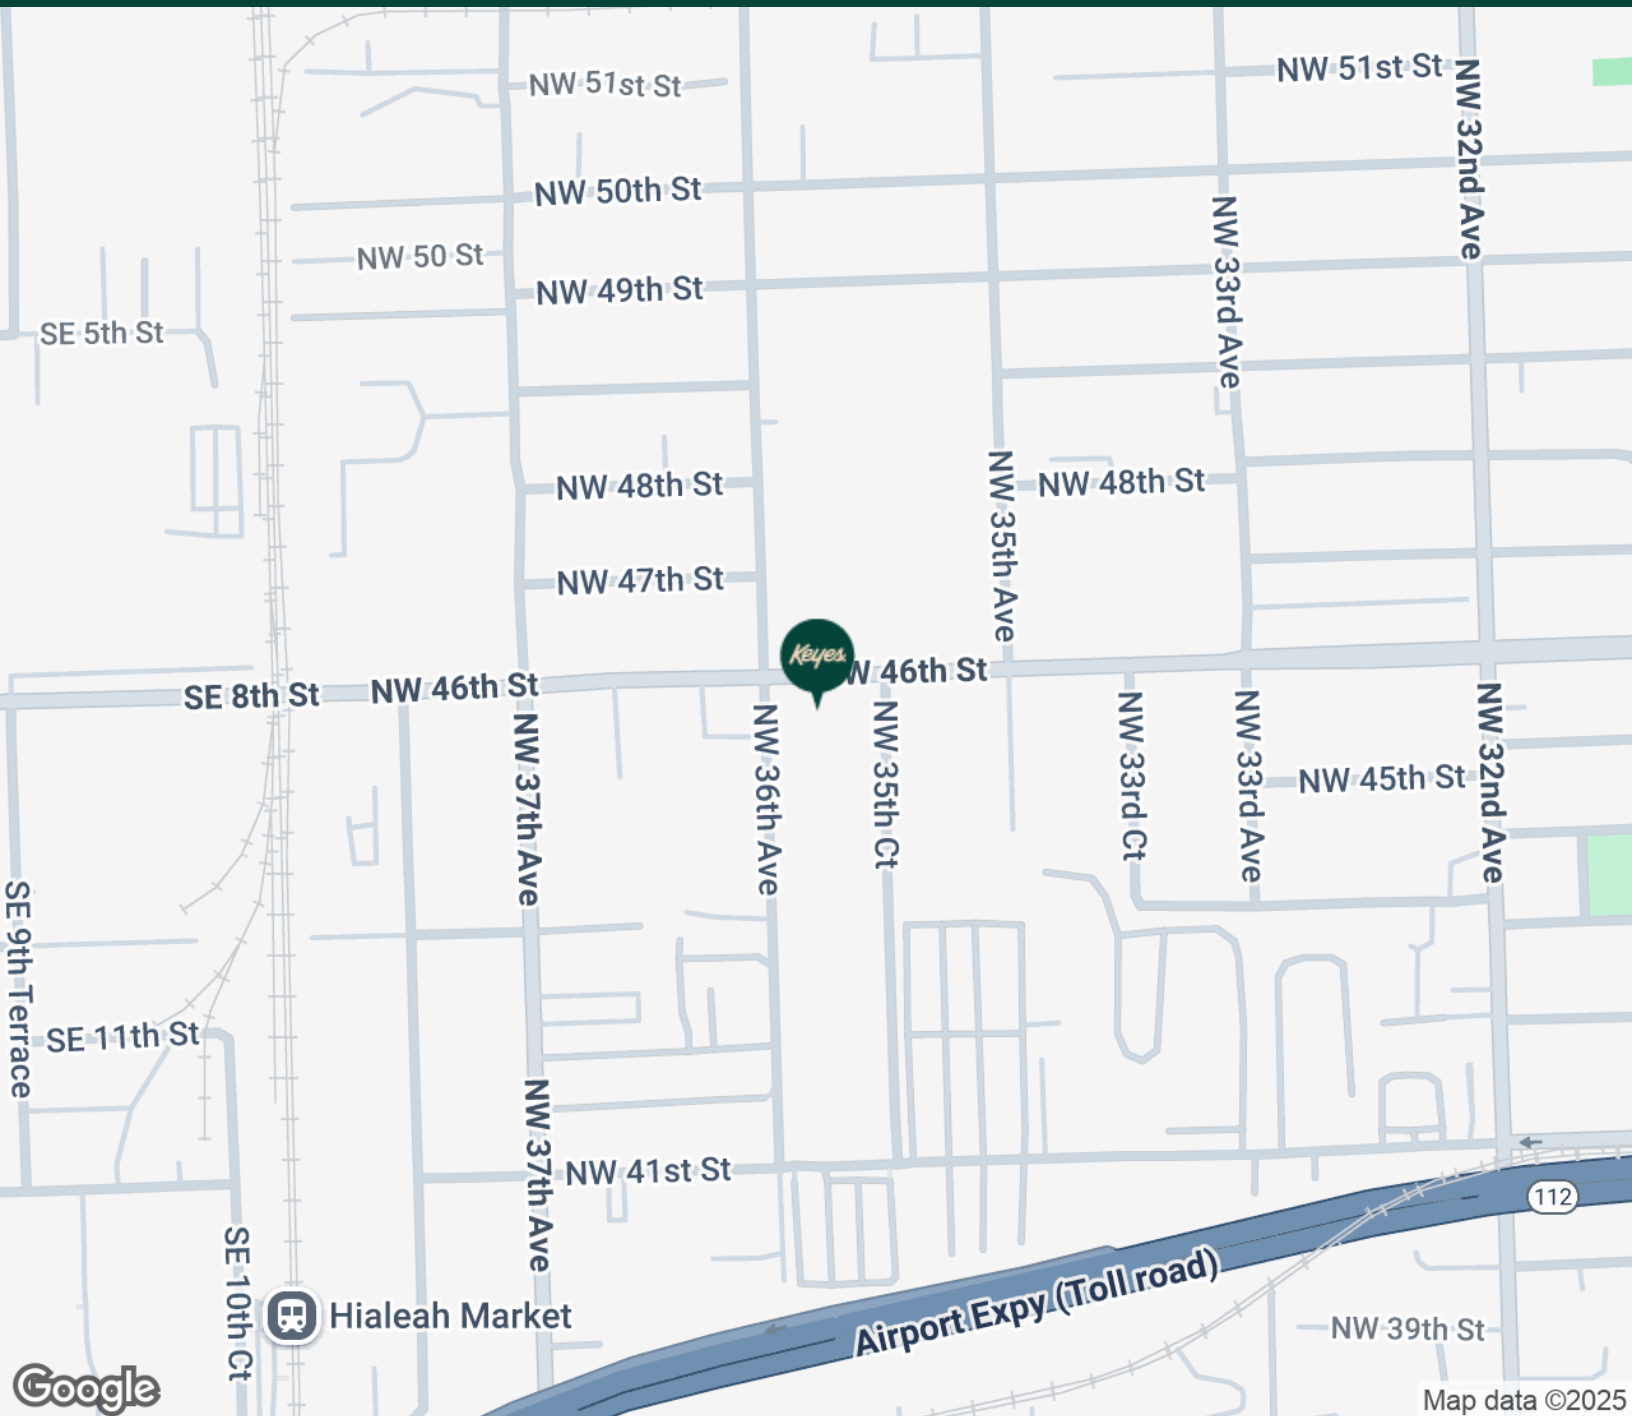 NW 51st St
NW 51st St
NW 32nd Ave
NW 50th St
NW 33rd Ave
NW 50 St
NW 49th St
SE 5th St
NW 35th Ave
NW 48th St
NW 48th St
NW 47th St
Keyes
W 46th St
NW 46th St
SE 8th St
NW 37th Ave
NW 36th Ave
NW 35th Ct
NW 33rd Ct
NW 33rd Ave
NW 45th St
NW 32nd Ave
SE 9th Terrace
SE 11th St
NW 37th Ave
NW 41st St
112
SE 10th Ct
Hialeah Market
Airport Expy (Toll road)
NW 39th St
Google
Map data ©2025